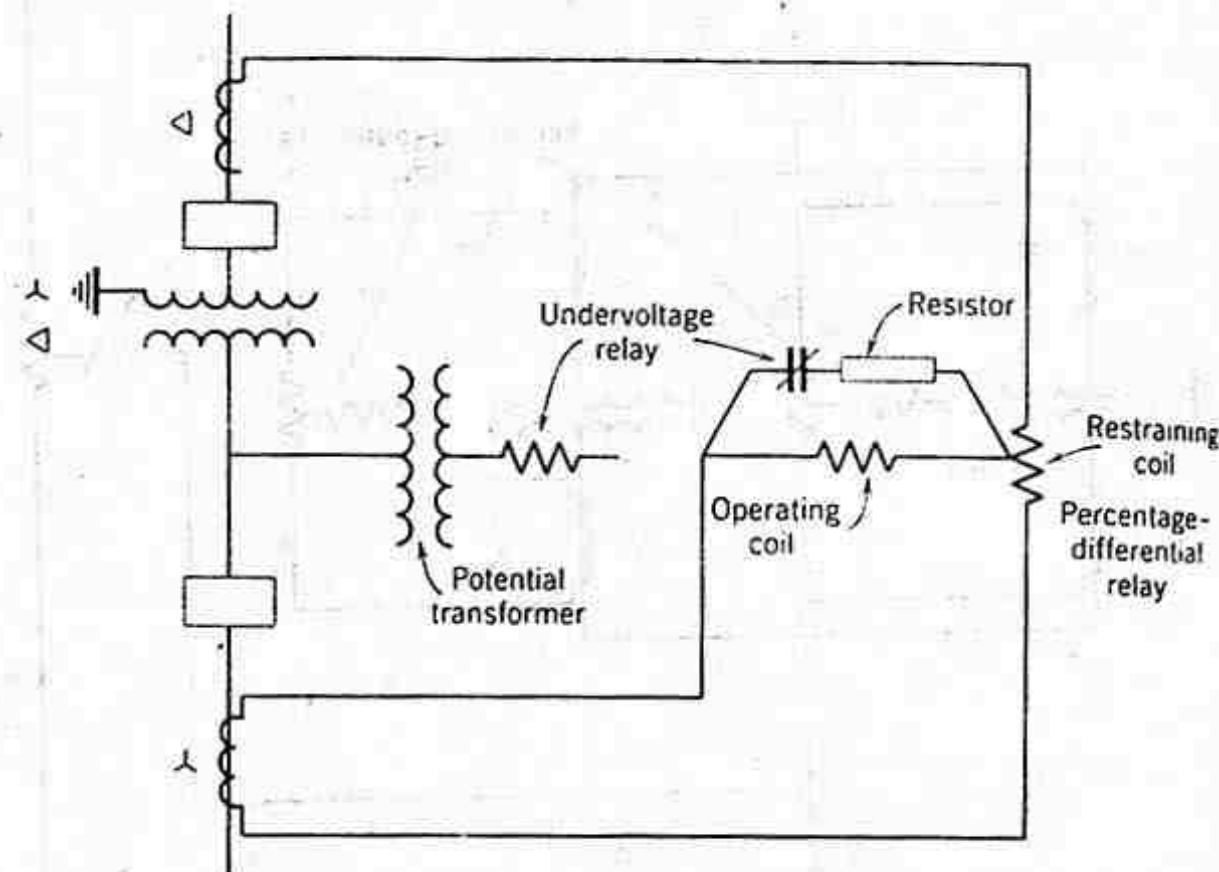 Undervoltage
relay
Resistor
Restraining
coil
Operating
coil
Percentage-
differential
relay
Potential
transformer